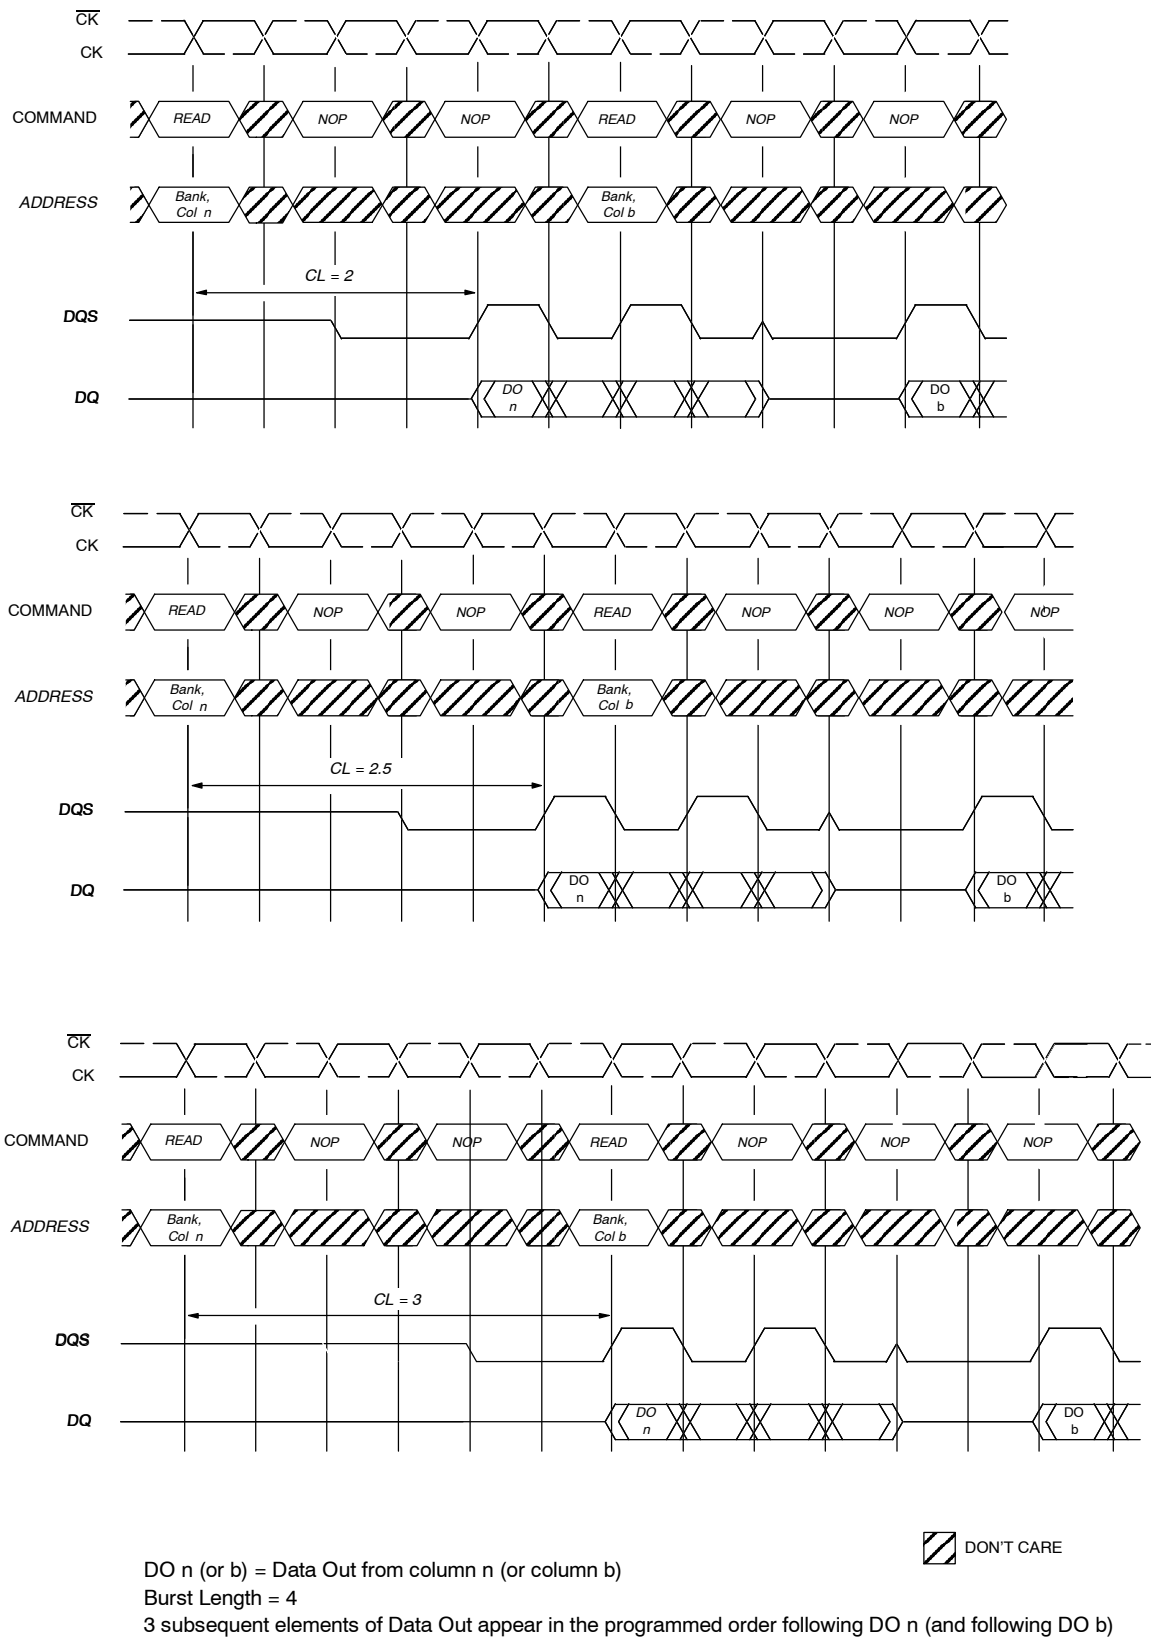 CK
CK
COMMAND READ NOP NOP READ NOP NOP
ADDRESS Bank, Col n Bank, Col b
CL = 2
DQS
DQ DO n DO b
CK
CK
COMMAND READ NOP NOP READ NOP NOP NOP
ADDRESS Bank, Col n Bank, Col b
CL = 2.5
DQS
DQ DO n DO b
CK
CK
COMMAND READ NOP NOP READ NOP NOP NOP
ADDRESS Bank, Col n Bank, Col b
CL = 3
DQS
DQ DO n DO b
DON'T CARE
DO n (or b) = Data Out from column n (or column b)
Burst Length = 4
3 subsequent elements of Data Out appear in the programmed order following DO n (and following DO b)